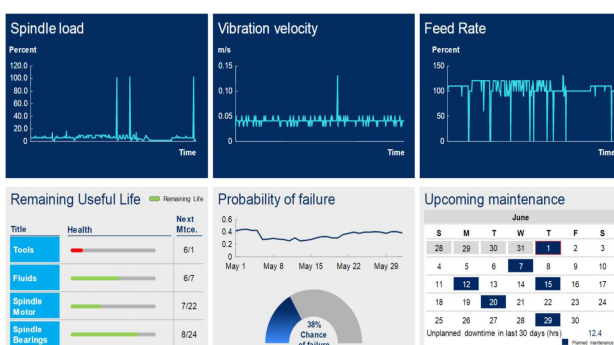 Spindle load
Percent
120.0
100.0
80.0
60.0
40.0
20.0
0.0
Time
Vibration velocity
m/s
0.15
0.10
0.05
0
Time
Feed Rate
Percent
150
100
50
0
Time
Remaining Useful Life
Remaining Life
Title Health Next Mtce.
Tools 6/1
Fluids 6/7
Spindle Motor 7/22
Spindle Bearings 8/24
Probability of failure
0.6
0.4
0.2
0
May 1 May 8 May 15 May 22 May 29
38%
Chance
of failure
Upcoming maintenance
June
S M T W T F S
28 29 30 31 1 2 3
4 5 6 7 8 9 10
11 12 13 14 15 16 17
18 19 20 21 22 23 24
25 26 27 28 29 30
Unplanned downtime in last 30 days (hrs) 12.4
Planned maintenance